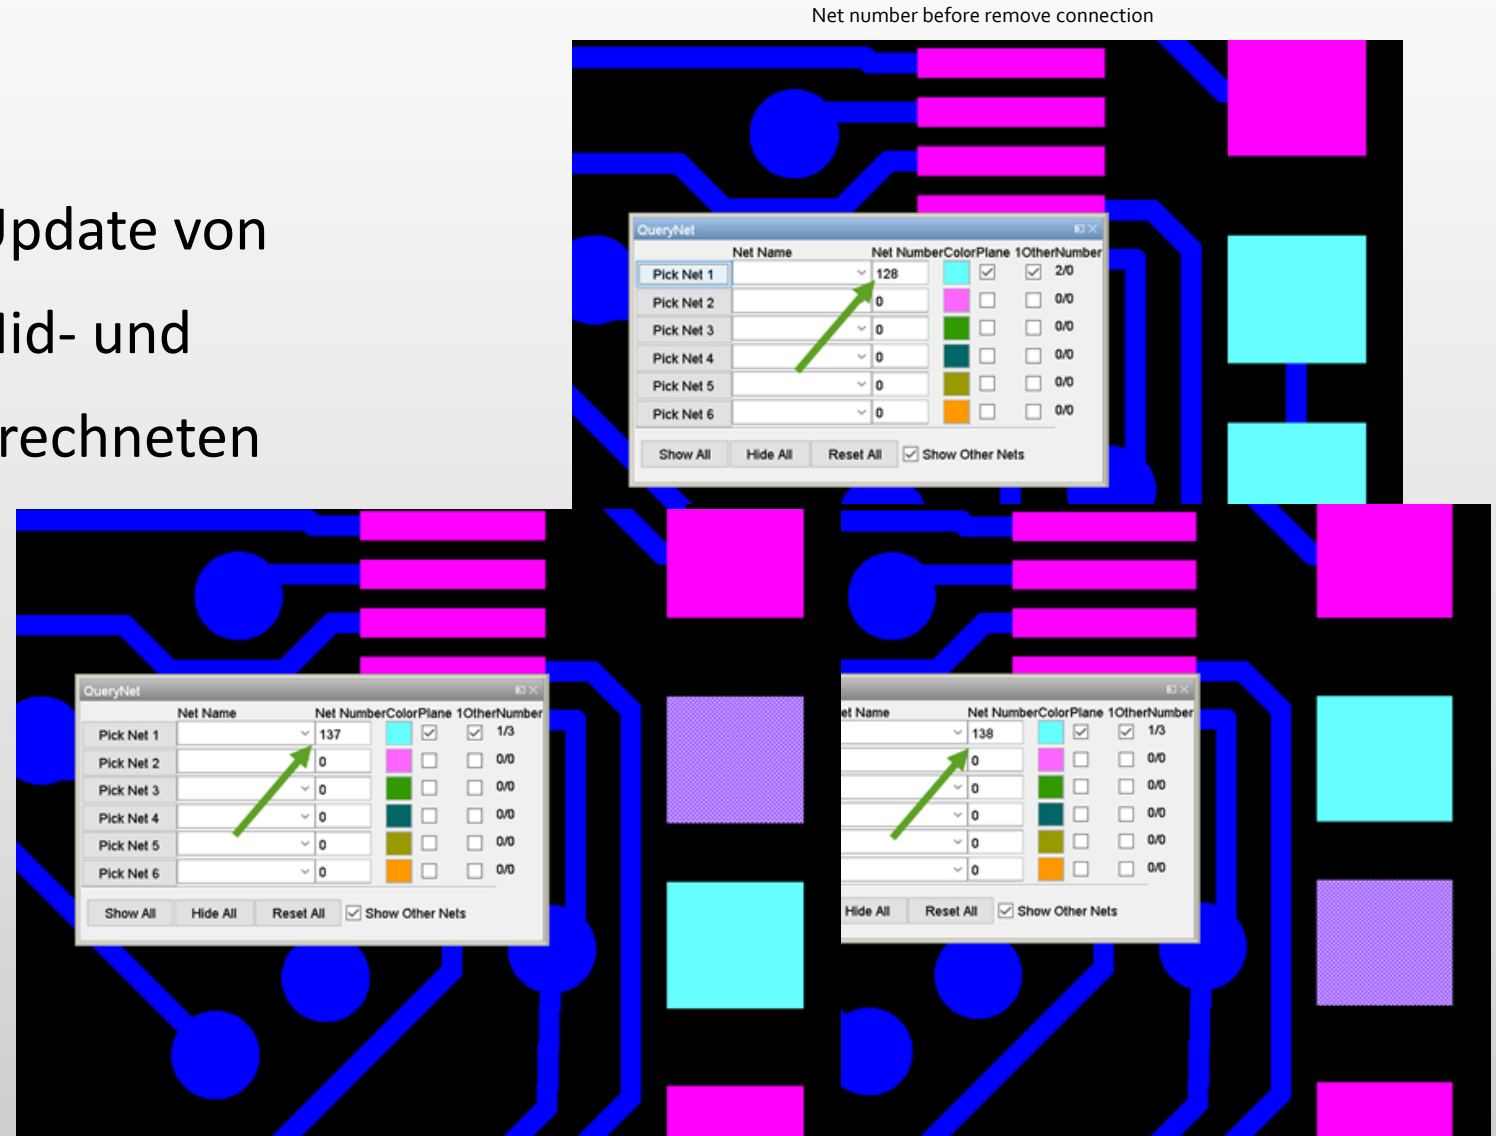 Net number before remove connection
Update von
Mid- und
rechneten
QueryNet
Net Name Net Number Color Plane 1 Other Number
Pick Net 1 128 2/0
Pick Net 2 0 0/0
Pick Net 3 0 0/0
Pick Net 4 0 0/0
Pick Net 5 0 0/0
Pick Net 6 0 0/0
Show All Hide All Reset All Show Other Nets
QueryNet
Net Name Net Number Color Plane 1 Other Number
Pick Net 1 137 1/3
Pick Net 2 0 0/0
Pick Net 3 0 0/0
Pick Net 4 0 0/0
Pick Net 5 0 0/0
Pick Net 6 0 0/0
Show All Hide All Reset All Show Other Nets
et Name Net Number Color Plane 1 Other Number
138 1/3
0 0/0
0 0/0
0 0/0
0 0/0
0 0/0
Hide All Reset All Show Other Nets